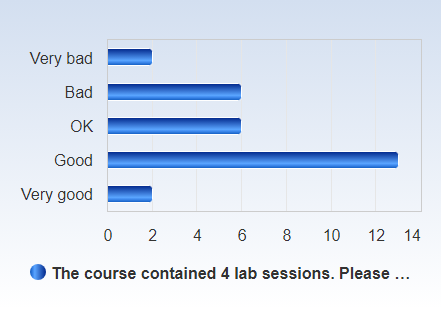 Very bad
Bad
OK
Good
Very good
0 2 4 6 8 10 12 14
The course contained 4 lab sessions. Please ...